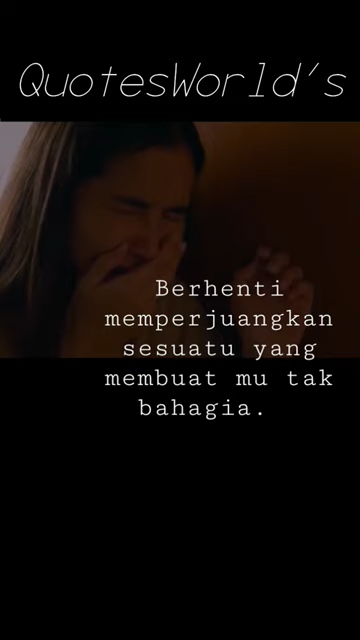 QuotesWorld's
Berhenti
memperjuangkan
sesuatu yang
membuat mu tak
bahagia.